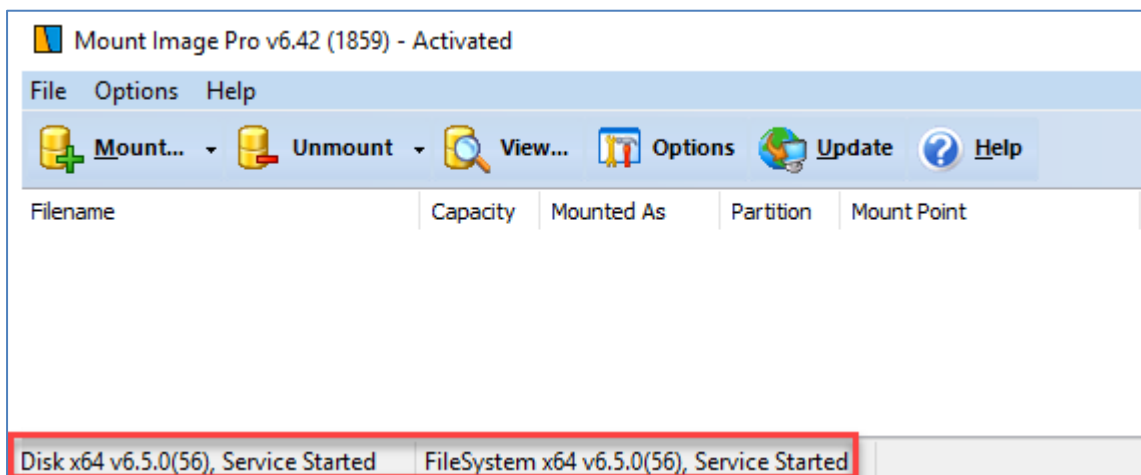 Mount Image Pro v6.42 (1859) - Activated
File Options Help
Mount... Unmount View... Options Update Help
Filename Capacity Mounted As Partition Mount Point
Disk x64 v6.5.0(56), Service Started FileSystem x64 v6.5.0(56), Service Started